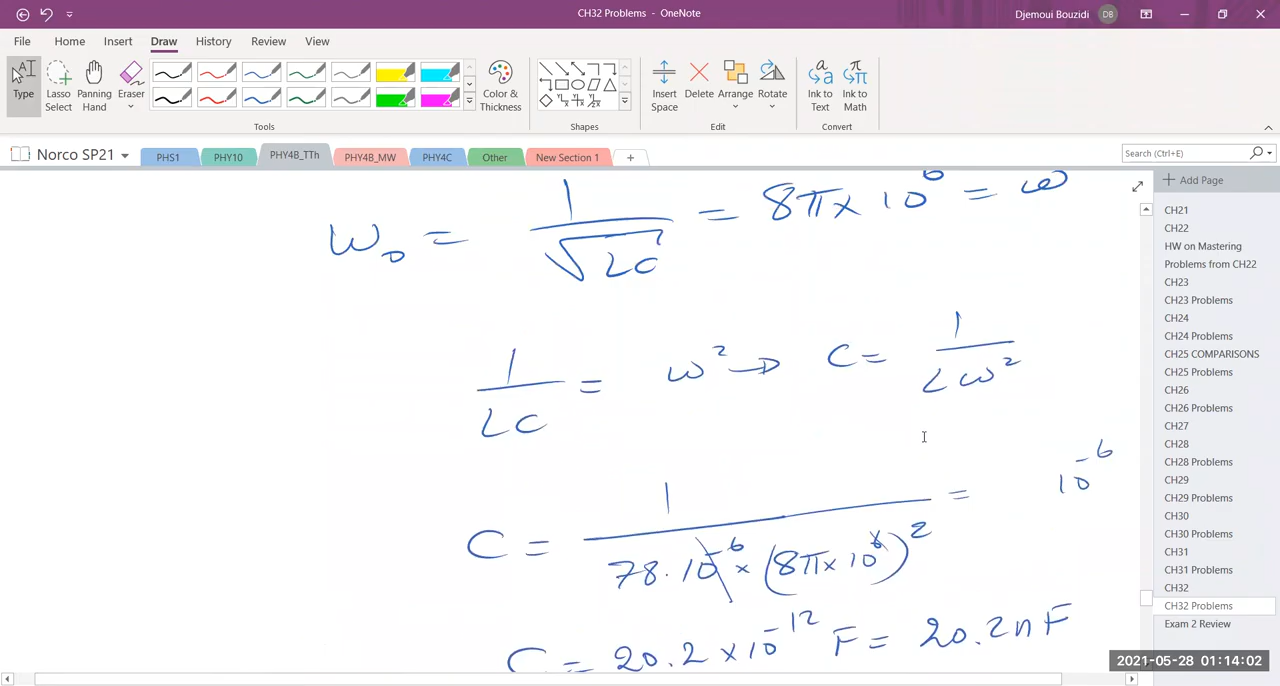 CH32 Problems - OneNote
Djemoui Bouzidi DB
File Home Insert Draw History Review View
Type Lasso Select Panning Hand Eraser Color & Thickness Insert Space Delete Arrange Rotate Ink to Text Ink to Math
Tools Shapes Edit Convert
Norco SP21 PHS1 PHY10 PHY4B_TTh PHY4B_MW PHY4C Other New Section 1 + Search (Ctrl+E)
Add Page
CH21
CH22
HW on Mastering
Problems from CH22
CH23
CH23 Problems
CH24
CH24 Problems
CH25 COMPARISONS
CH25 Problems
CH26
CH26 Problems
CH27
CH28
CH28 Problems
CH29
CH29 Problems
CH30
CH30 Problems
CH31
CH31 Problems
CH32
CH32 Problems
Exam 2 Review
ω₀ = 1/√LC = 8π×10⁶ = ω
1/LC = ω² → C = 1/Lω²
C = 1/78·10⁻⁶×(8π×10⁶)² = 10⁻⁶
C = 20.2×10⁻¹² F = 20.2nF
2021-05-28 01:14:02